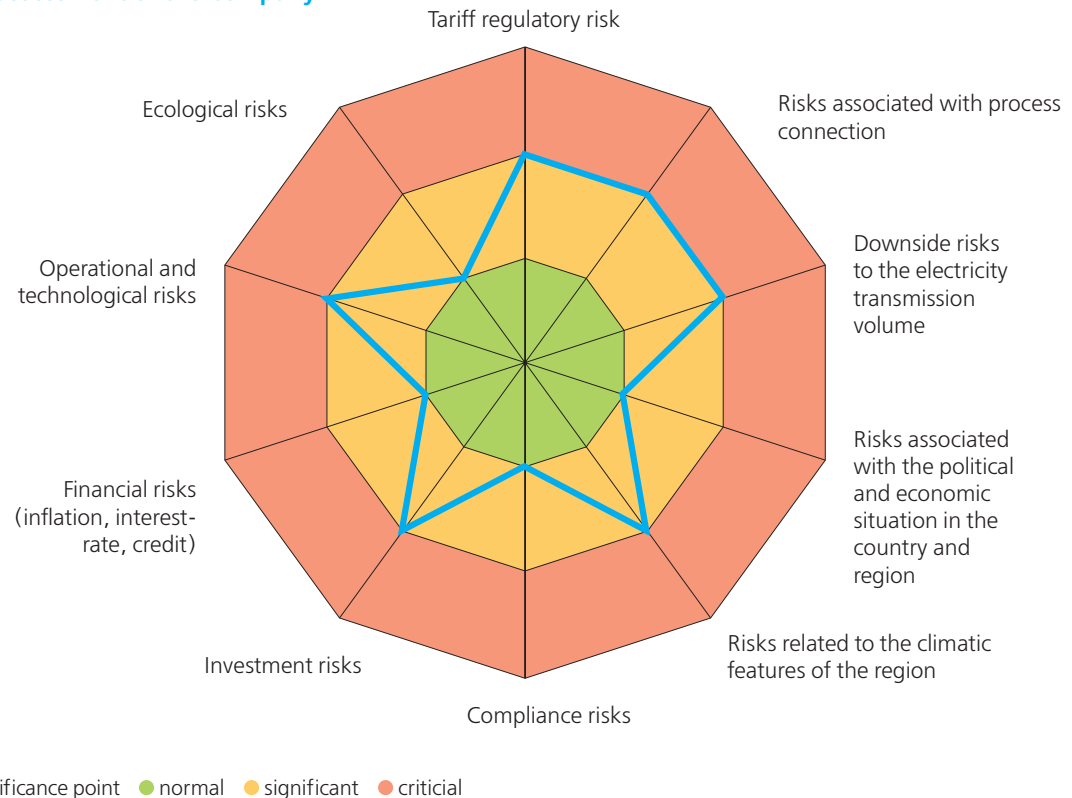 Tariff regulatory risk
Ecological risks
Risks associated with process
connection
Downside risks
to the electricity
transmission
volume
Operational and
technological risks
Risks associated
with the political
and economic
situation in the
country and
region
Financial risks
(inflation, interest-
rate, credit)
Risks related to the climatic
features of the region
Investment risks
Compliance risks
ificance point normal significant criticial